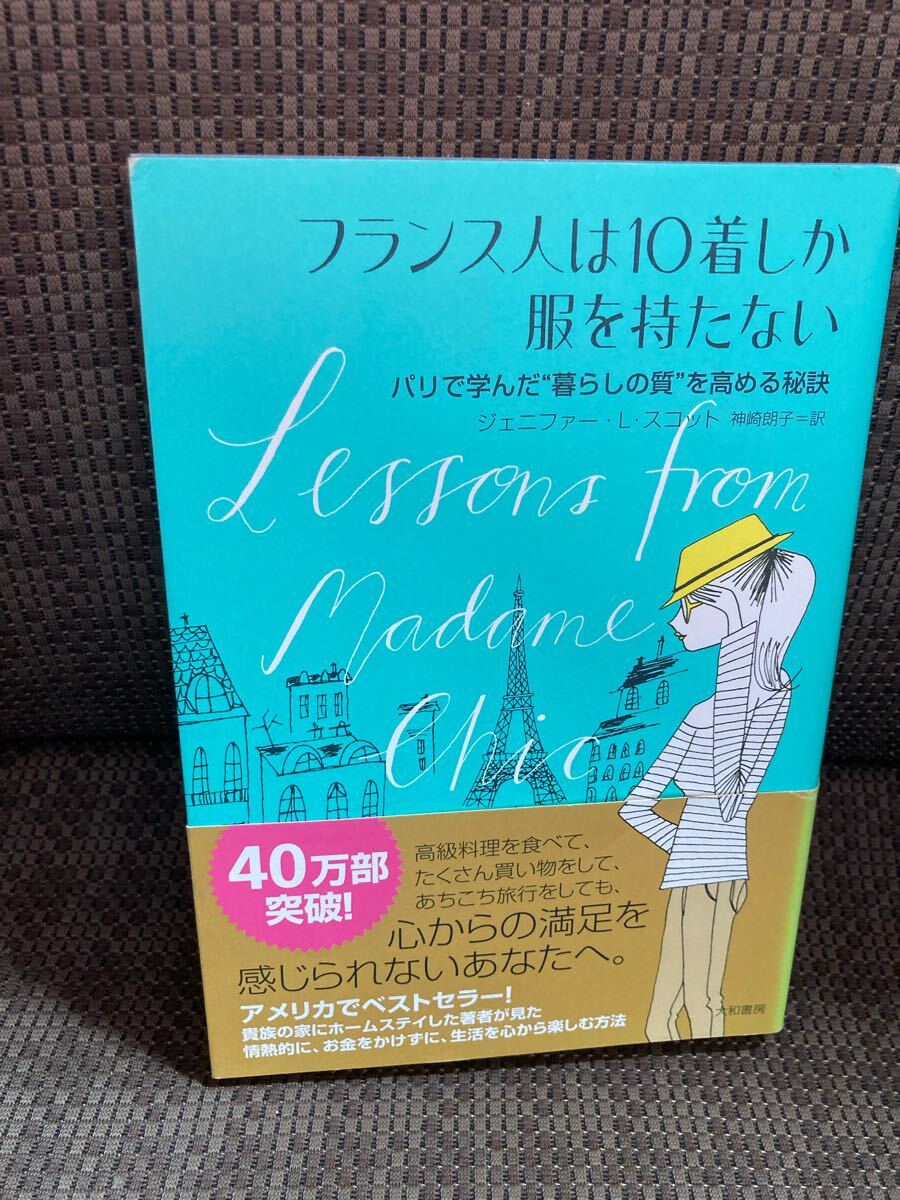 フランス人は10着しか
服を持たない
パリで学んだ“暮らしの質”を高める秘訣
ジェニファー・L・スコット 神崎朗子=訳
Lessons from
Madame
Chic
40万部
突破!
高級料理を食べて、
たくさん買い物をして、
あちこち旅行をしても、
心からの満足を
感じられないあなたへ。
アメリカでベストセラー!
貴族の家にホームステイした著者が見た
情熱的に、お金をかけずに、生活を心から楽しむ方法
大和書房